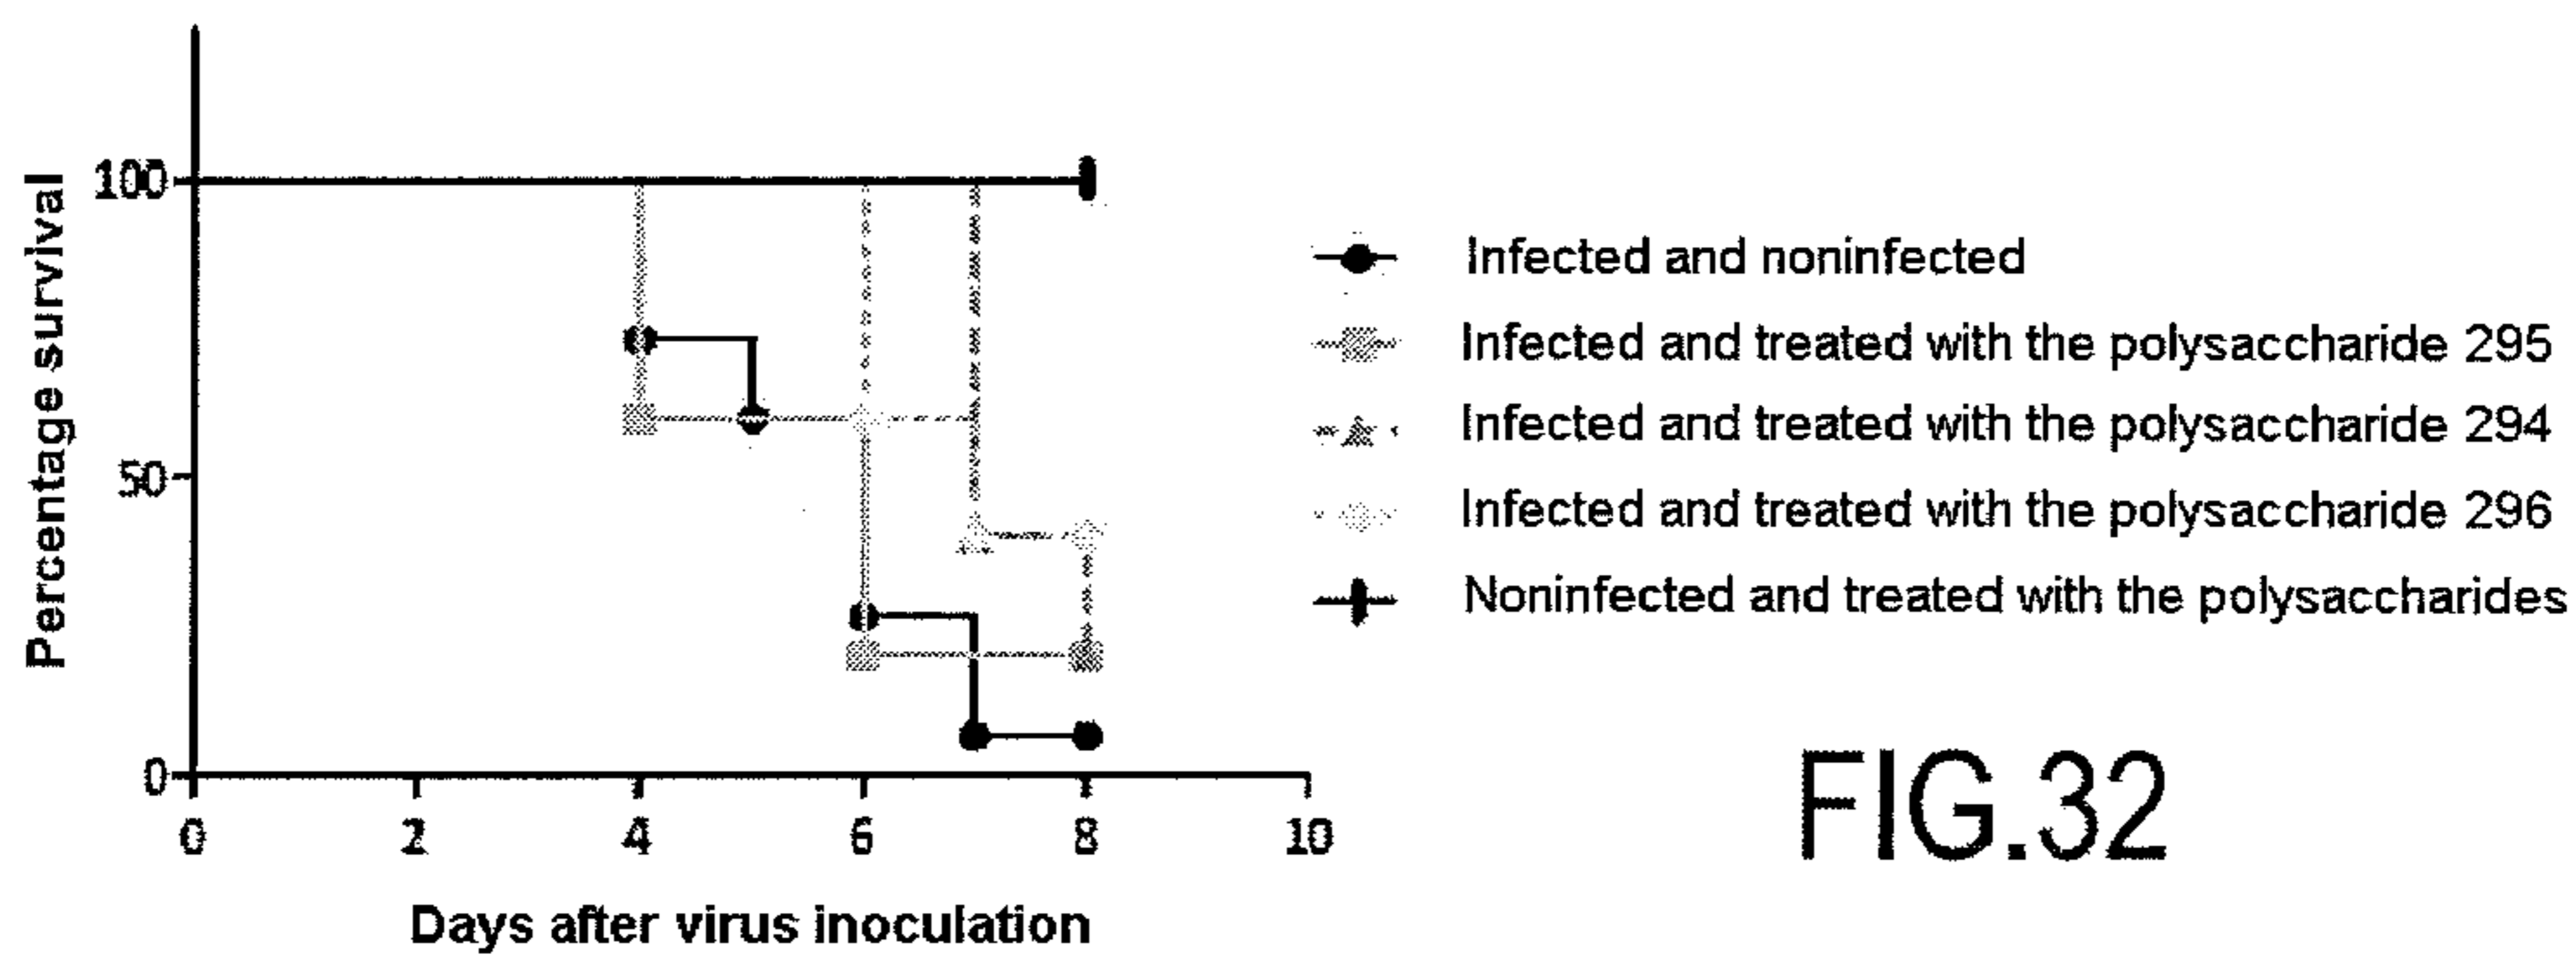 Percentage survival
100
50
0
0 2 4 6 8 10
Days after virus inoculation
Infected and noninfected
Infected and treated with the polysaccharide 295
Infected and treated with the polysaccharide 294
Infected and treated with the polysaccharide 296
Noninfected and treated with the polysaccharides
FIG.32